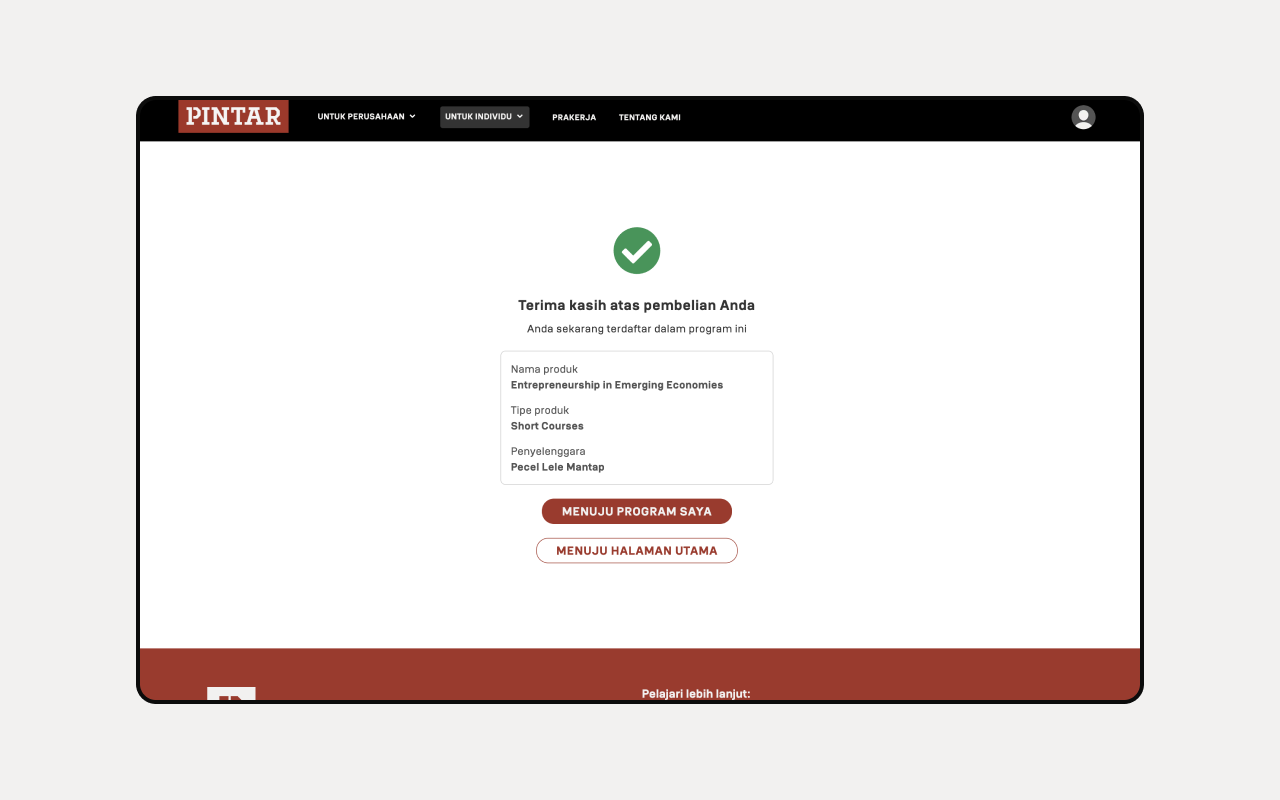 PINTAR
UNTUK PERUSAHAAN
UNTUK INDIVIDU
PRAKERJA
TENTANG KAMI
Terima kasih atas pembelian Anda
Anda sekarang terdaftar dalam program ini
Nama produk
Entrepreneurship in Emerging Economies
Tipe produk
Short Courses
Penyelenggara
Pecel Lele Mantap
MENUJU PROGRAM SAYA
MENUJU HALAMAN UTAMA
Pelajari lebih lanjut: